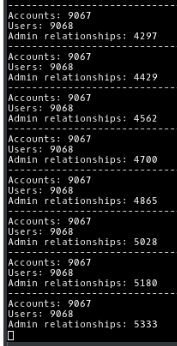 --------------------------
Accounts: 9067
Users: 9068
Admin relationships: 4297
--------------------------
Accounts: 9067
Users: 9068
Admin relationships: 4429
--------------------------
Accounts: 9067
Users: 9068
Admin relationships: 4562
--------------------------
Accounts: 9067
Users: 9068
Admin relationships: 4700
--------------------------
Accounts: 9067
Users: 9068
Admin relationships: 4865
--------------------------
Accounts: 9067
Users: 9068
Admin relationships: 5028
--------------------------
Accounts: 9067
Users: 9068
Admin relationships: 5180
--------------------------
Accounts: 9067
Users: 9068
Admin relationships: 5333